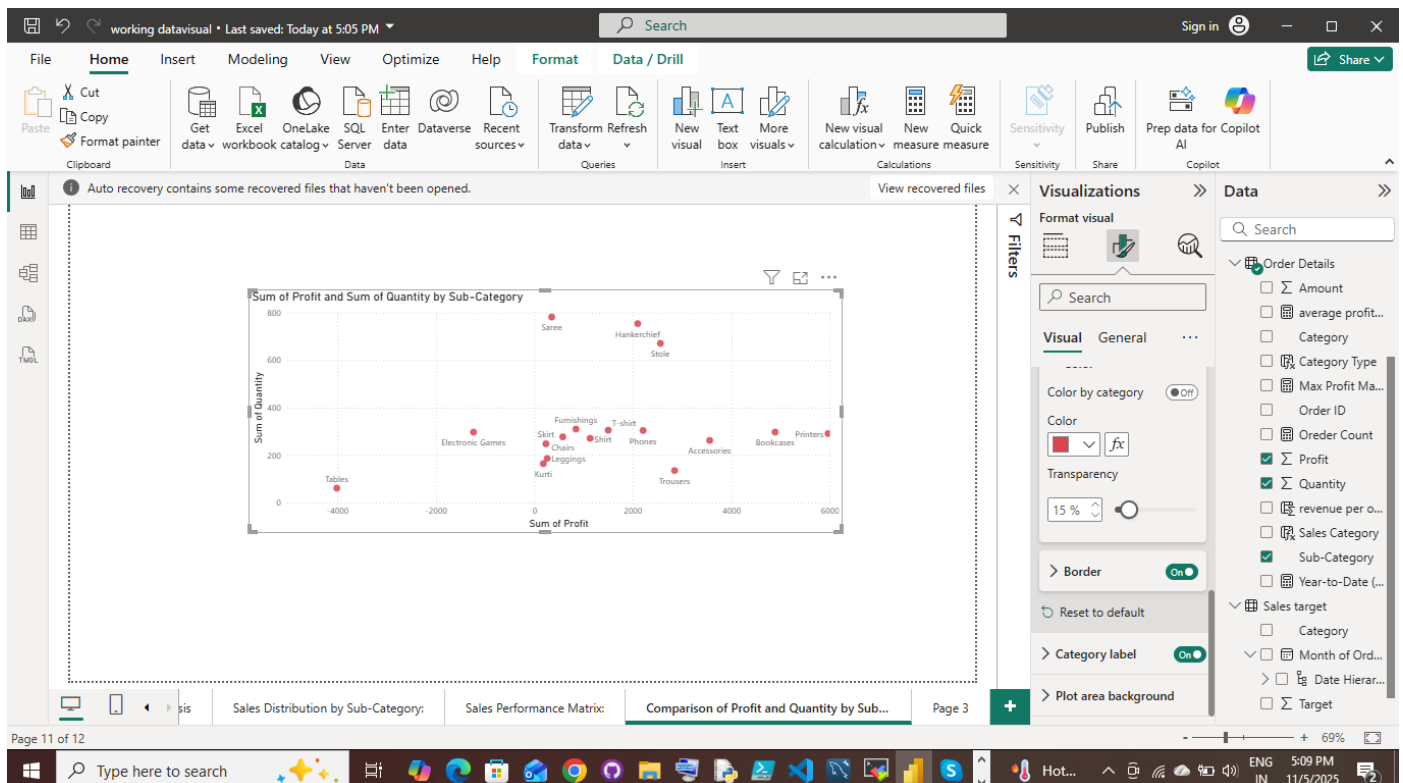 working datavisual • Last saved: Today at 5:05 PM
Search
Sign in
File
Home
Insert
Modeling
View
Optimize
Help
Format
Data / Drill
Share
Paste
Cut
Copy
Format painter
Clipboard
Get data
Excel workbook
OneLake catalog
SQL Server
Enter data
Dataverse
Recent sources
Data
Transform data
Refresh
Queries
New visual
Text box
More visuals
Insert
New visual calculation
New measure
Quick measure
Calculations
Sensitivity
Sensitivity
Publish
Share
Prep data for AI
Copilot
Copilot
Auto recovery contains some recovered files that haven't been opened.
View recovered files
Filters
Sum of Profit and Sum of Quantity by Sub-Category
Sum of Quantity
800
600
400
200
0
Saree
Hankerchief
Stole
Furnishings
T-shirt
Electronic Games
Skirt
Chairs
Shirt
Phones
Accessories
Bookcases
Printers
Leggings
Kurti
Trousers
Tables
-4000
-2000
0
2000
4000
6000
Sum of Profit
Visualizations
Format visual
Search
Visual
General
Color by category
Off
Color
fx
Transparency
15 %
Border
On
Reset to default
Category label
On
Plot area background
Data
Search
Order Details
Amount
average profit...
Category
Category Type
Max Profit Ma...
Order ID
Oreder Count
Profit
Quantity
revenue per o...
Sales Category
Sub-Category
Year-to-Date (...
Sales target
Category
Month of Ord...
Date Hierar...
Target
DAX
TMDL
sis
Sales Distribution by Sub-Category:
Sales Performance Matrix:
Comparison of Profit and Quantity by Sub...
Page 3
Page 11 of 12
69%
Type here to search
Hot...
ENG
IN
5:09 PM
11/5/2025